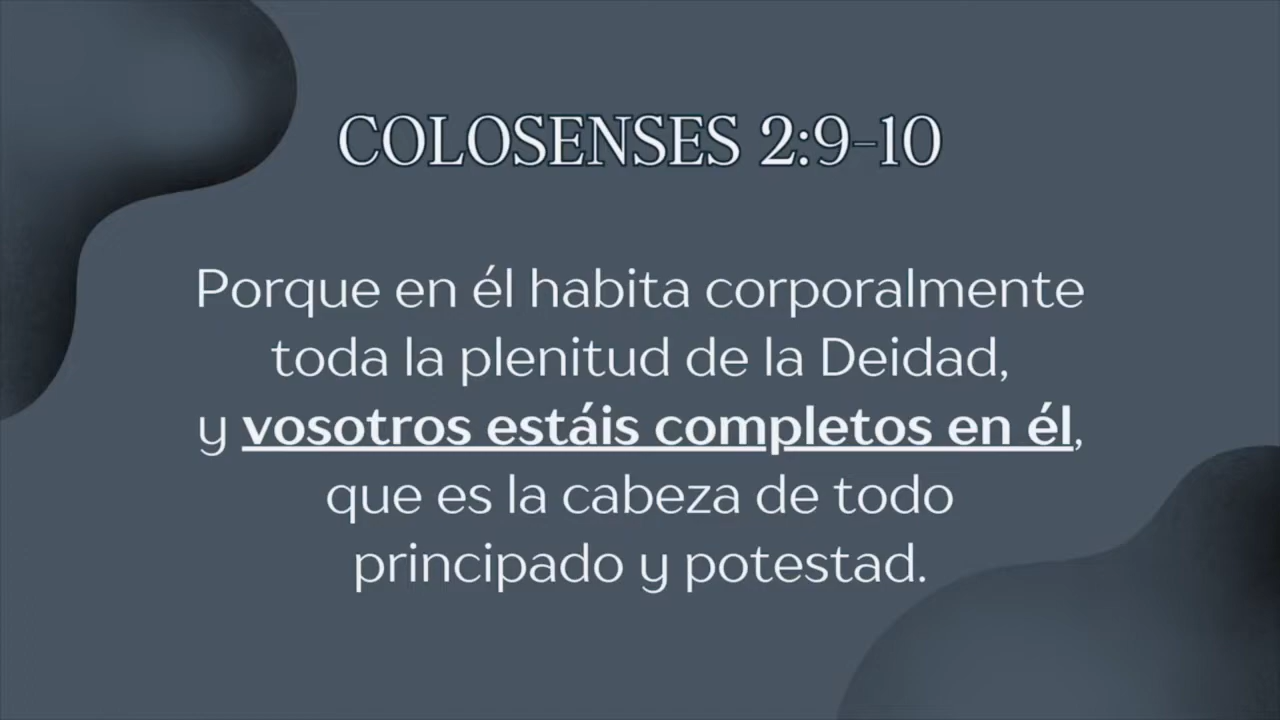 COLOSENSES 2:9-10
Porque en él habita corporalmente
toda la plenitud de la Deidad,
y vosotros estáis completos en él,
que es la cabeza de todo
principado y potestad.